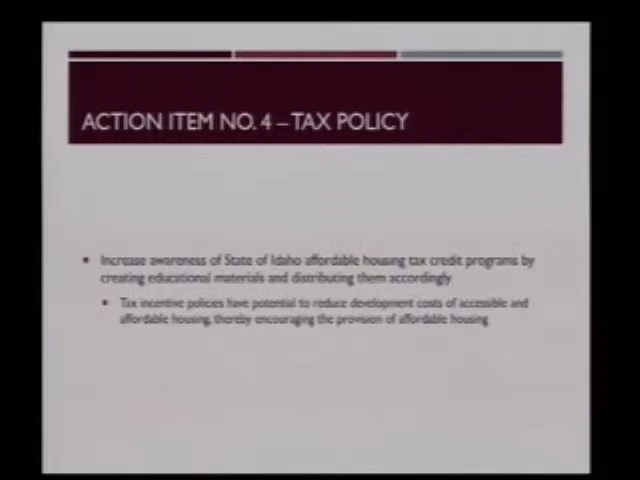 ACTION ITEM NO. 4 – TAX POLICY
Increase awareness of State of Idaho affordable housing tax credit programs by
creating educational materials and distributing them accordingly
Tax incentive policies have potential to reduce development costs of accessible and
affordable housing, thereby encouraging the provision of affordable housing